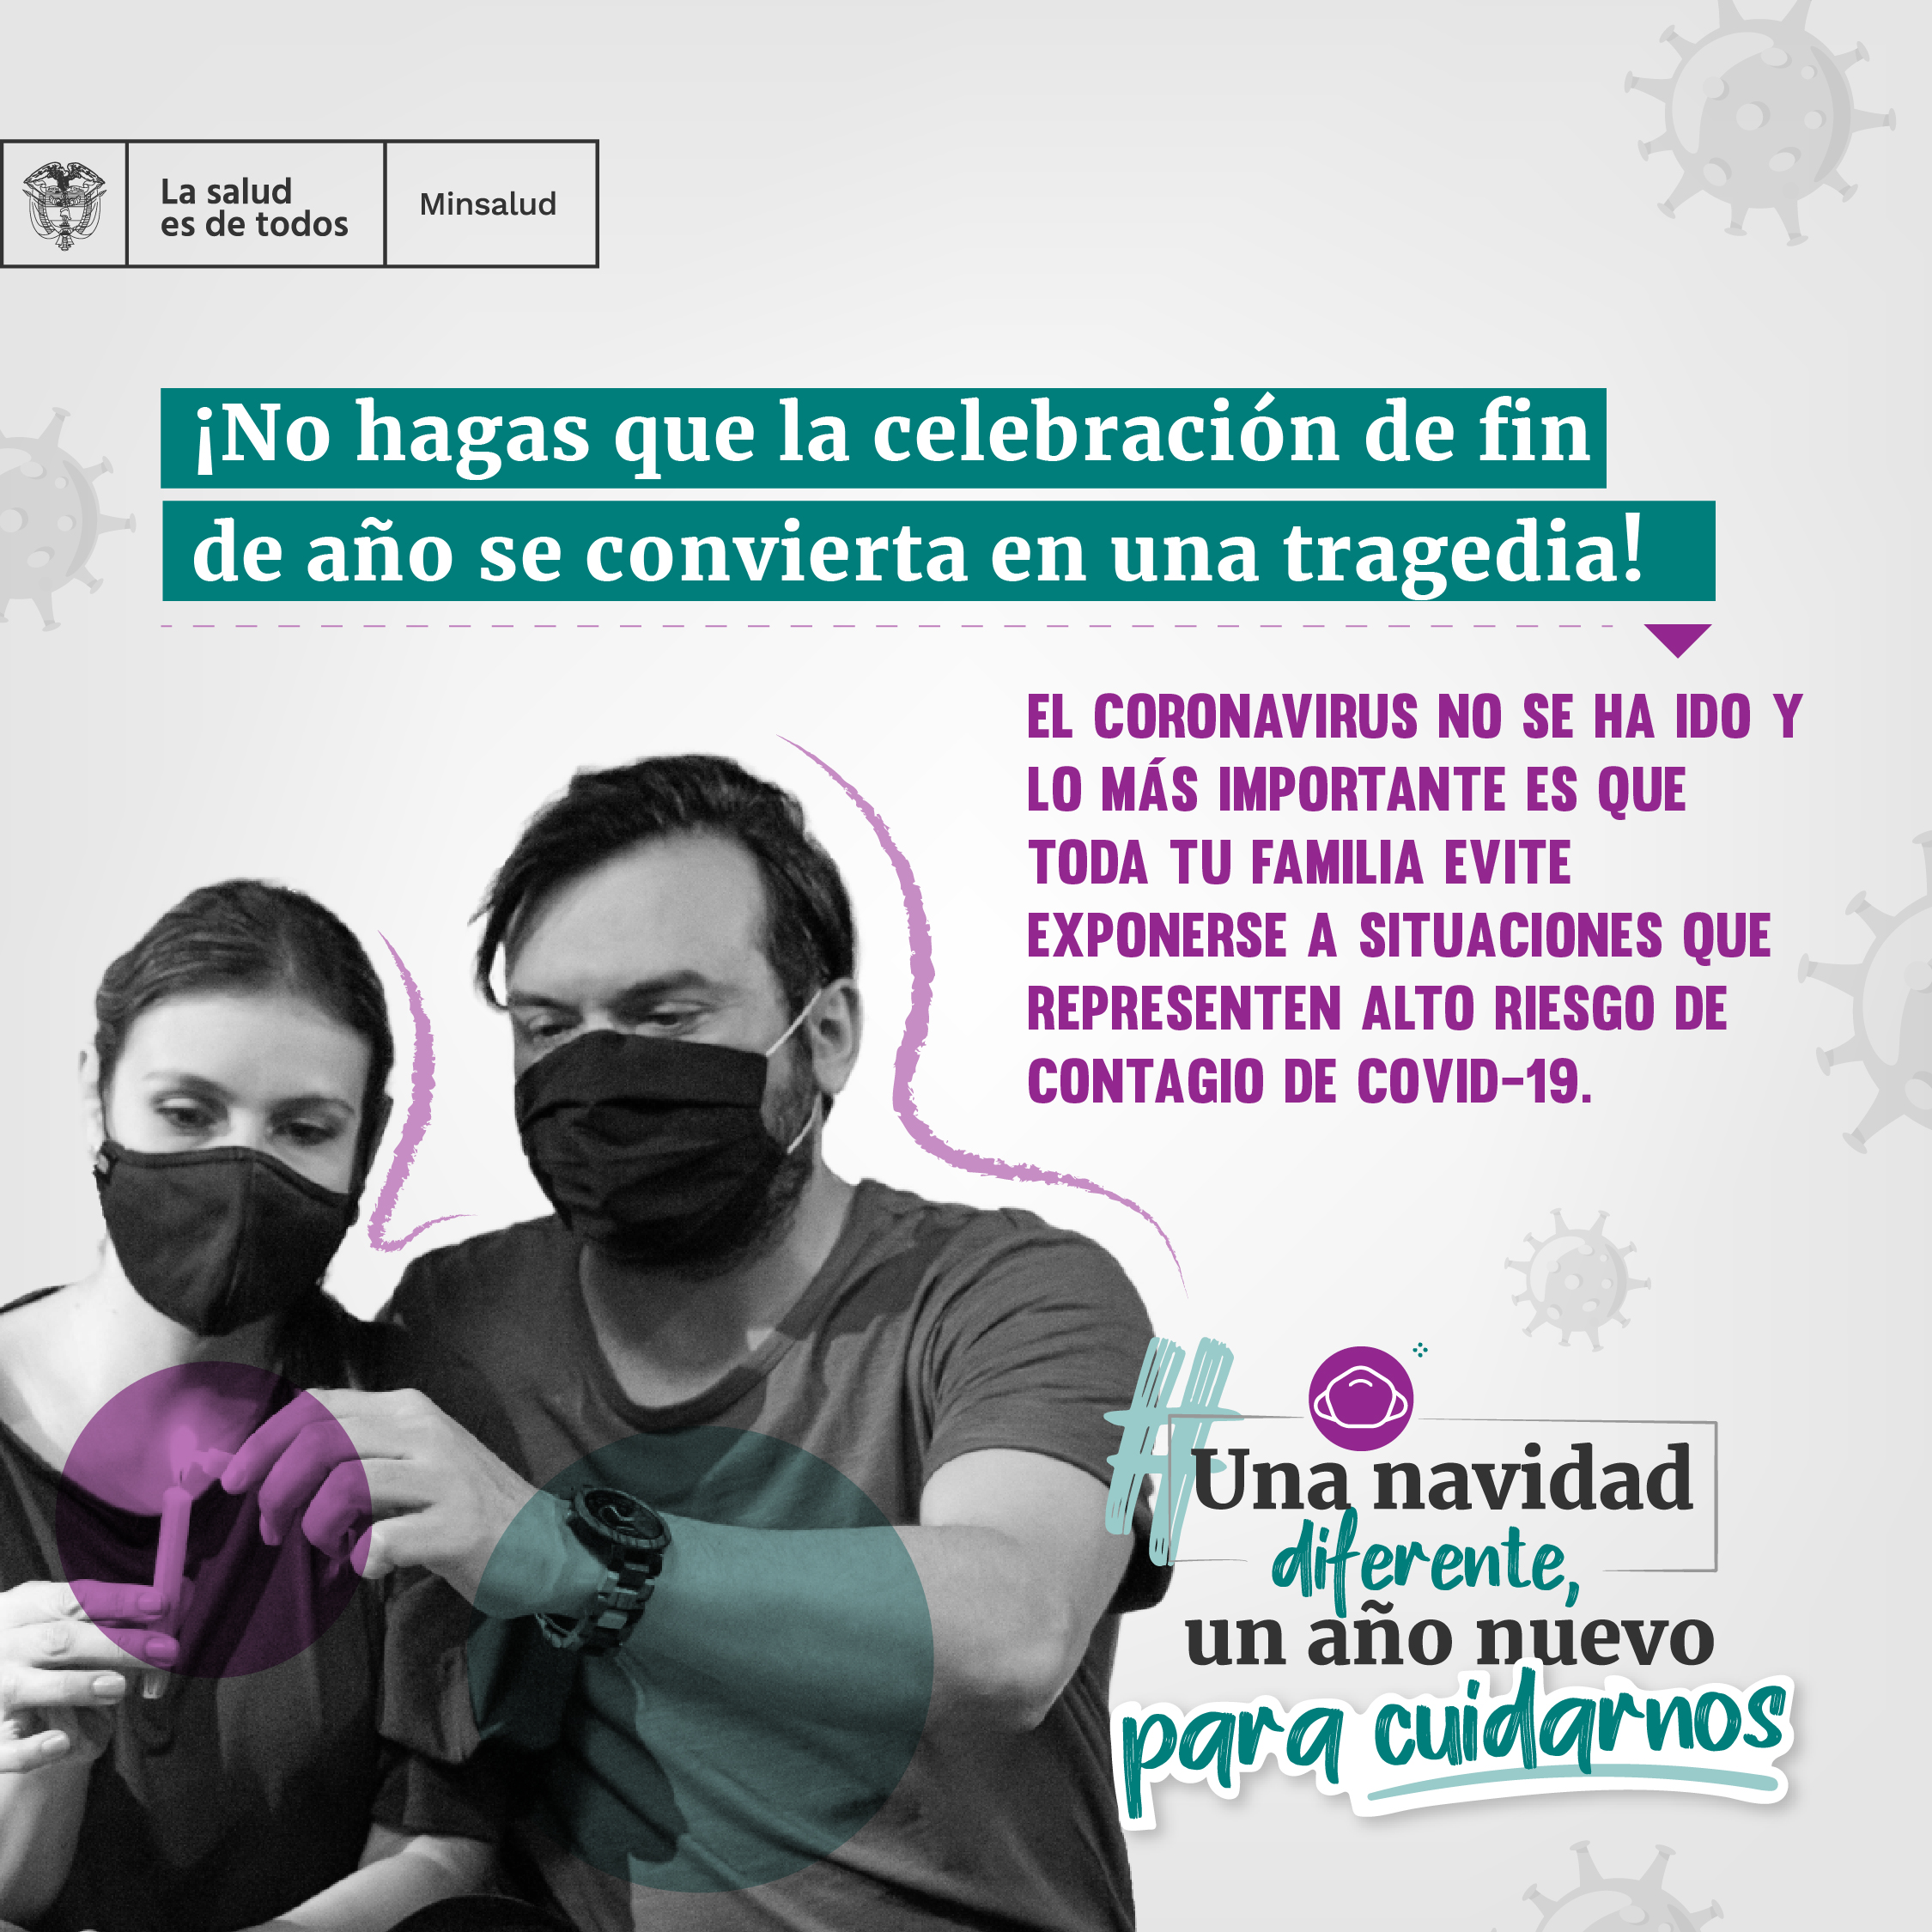 La salud
es de todos
Minsalud
¡No hagas que la celebración de fin
de año se convierta en una tragedia!
EL CORONAVIRUS NO SE HA IDO Y
LO MÁS IMPORTANTE ES QUE
TODA TU FAMILIA EVITE
EXPONERSE A SITUACIONES QUE
REPRESENTEN ALTO RIESGO DE
CONTAGIO DE COVID-19.
#Una navidad
diferente,
un año nuevo
para cuidarnos